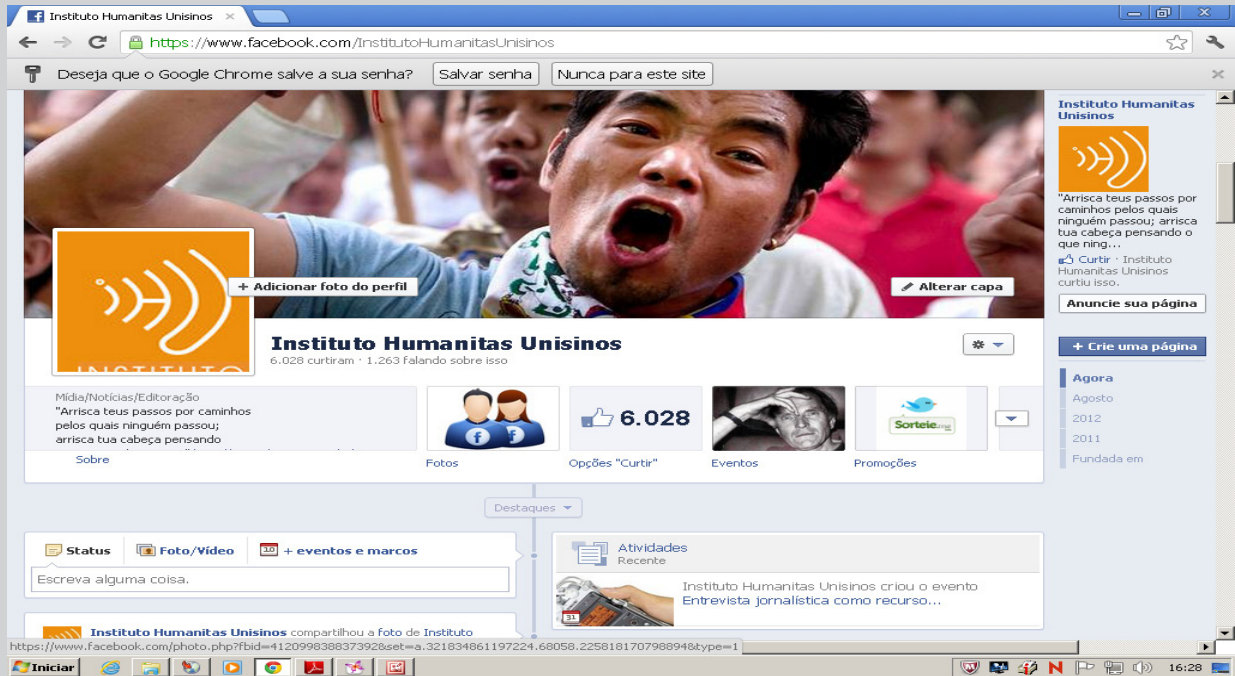 Instituto Humanitas Unisinos
https://www.facebook.com/InstitutoHumanitasUnisinos
Deseja que o Google Chrome salve a sua senha? Salvar senha Nunca para este site
+ Adicionar foto do perfil
Alterar capa
INSTITUTO
Instituto Humanitas Unisinos
6.028 curtiram · 1.263 falando sobre isso
Mídia/Notícias/Editoração
"Arrisca teus passos por caminhos
pelos quais ninguém passou;
arrisca tua cabeça pensando
Sobre
6.028
Sorteie.me
Fotos
Opções "Curtir"
Eventos
Promoções
Destaques
Status
Foto/Vídeo
10
+ eventos e marcos
Escreva alguma coisa.
Instituto Humanitas Unisinos compartilhou a foto de Instituto
Atividades
Recente
31
Instituto Humanitas Unisinos criou o evento
Entrevista jornalística como recurso...
Instituto Humanitas
Unisinos
"Arrisca teus passos por
caminhos pelos quais
ninguém passou; arrisca
tua cabeça pensando o
que ning...
Curtir · Instituto
Humanitas Unisinos
curtiu isso.
Anuncie sua página
+ Crie uma página
Agora
Agosto
2012
2011
Fundada em
https://www.facebook.com/photo.php?fbid=412099838837392&set=a.321834861197224.68058.225818170798894&type=1
Iniciar
16:28